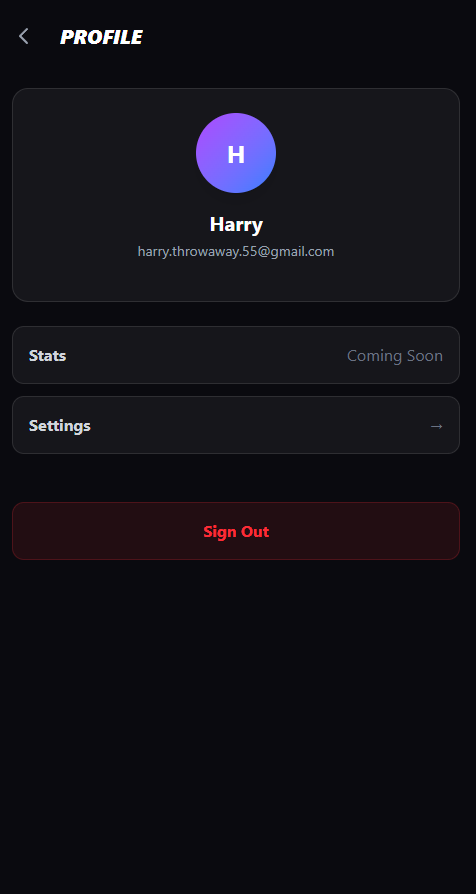 PROFILE
H
Harry
harry.throwaway.55@gmail.com
Stats
Coming Soon
Settings
→
Sign Out